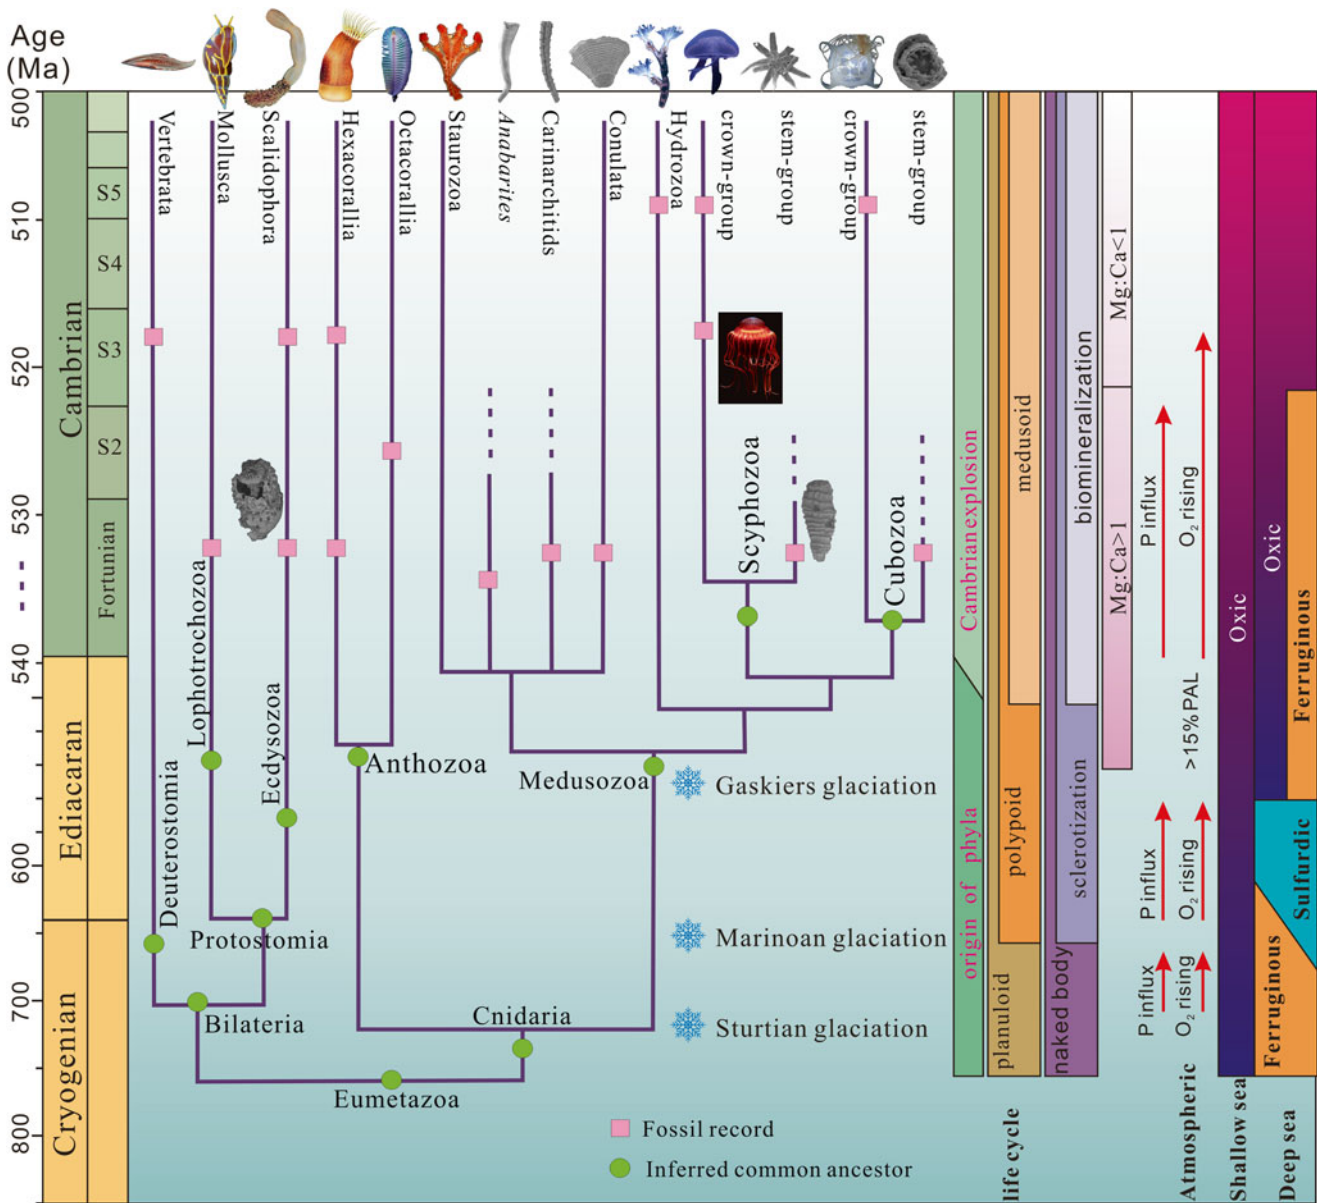 Age
(Ma)
500
510
520
530
540
600
700
800
Cambrian
Ediacaran
Cryogenian
S5
S4
S3
S2
Fortunian
Vertebrata
Mollusca
Scalidophora
Hexacorallia
Octacorallia
Staurozoa
Anabarites
Carinarchitids
Conulata
Hydrozoa
crown-group
stem-group
crown-group
stem-group
Scyphozoa
Cubozoa
Lophotrochozoa
Ecdysozoa
Deuterostomia
Protostomia
Bilateria
Anthozoa
Medusozoa
Cnidaria
Eumetazoa
Gaskiers glaciation
Marinoan glaciation
Sturtian glaciation
Fossil record
Inferred common ancestor
Cambrian explosion
origin of phyla
medusoid
polypoid
planuloid
life cycle
biomineralization
sclerotization
naked body
Mg:Ca<1
Mg:Ca>1
P influx
O2 rising
>15%PAL
P influx
O2 rising
P influx
O2 rising
Atmospheric
Oxic
Shallow sea
Oxic
Ferruginous
Sulfurdic
Ferruginous
Deep sea